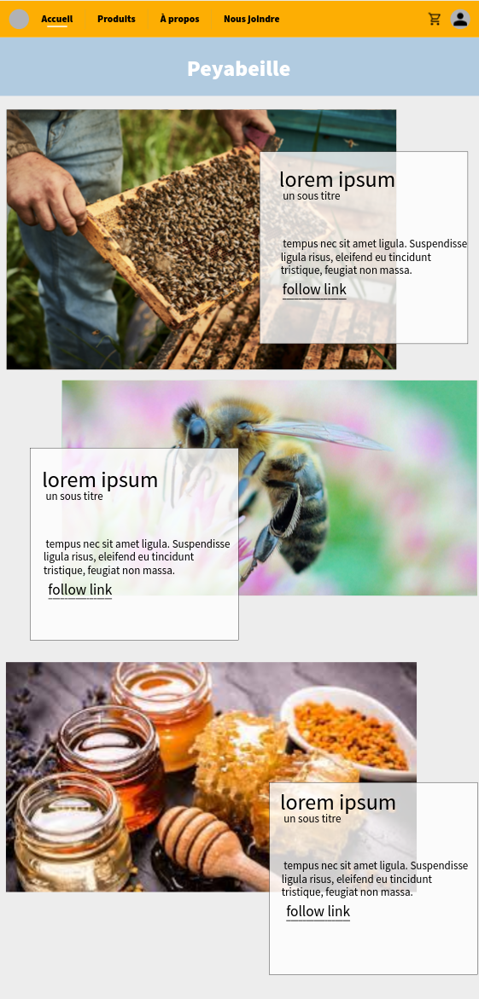 Accueil Produits À propos Nous joindre
Peyabeille
lorem ipsum
un sous titre
tempus nec sit amet ligula. Suspendisse
ligula risus, eleifend eu tincidunt
tristique, feugiat non massa.
follow link
lorem ipsum
un sous titre
tempus nec sit amet ligula. Suspendisse
ligula risus, eleifend eu tincidunt
tristique, feugiat non massa.
follow link
lorem ipsum
un sous titre
tempus nec sit amet ligula. Suspendisse
ligula risus, eleifend eu tincidunt
tristique, feugiat non massa.
follow link